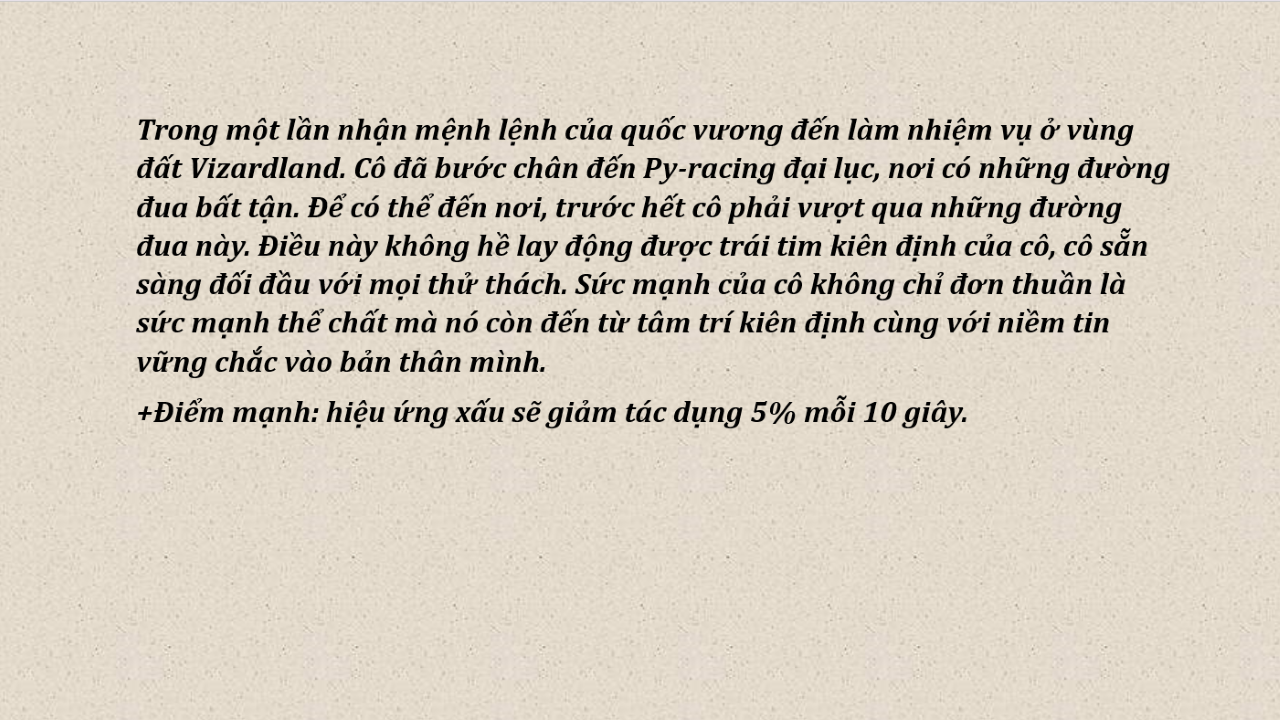 Trong một lần nhận mệnh lệnh của quốc vương đến làm nhiệm vụ ở vùng
đất Vizardland. Cô đã bước chân đến Py-racing đại lục, nơi có những đường
đua bất tận. Để có thể đến nơi, trước hết cô phải vượt qua những đường
đua này. Điều này không hề lay động được trái tim kiên định của cô, cô sẵn
sàng đối đầu với mọi thử thách. Sức mạnh của cô không chỉ đơn thuần là
sức mạnh thể chất mà nó còn đến từ tâm trí kiên định cùng với niềm tin
vững chắc vào bản thân mình.
+Điểm mạnh: hiệu ứng xấu sẽ giảm tác dụng 5% mỗi 10 giây.